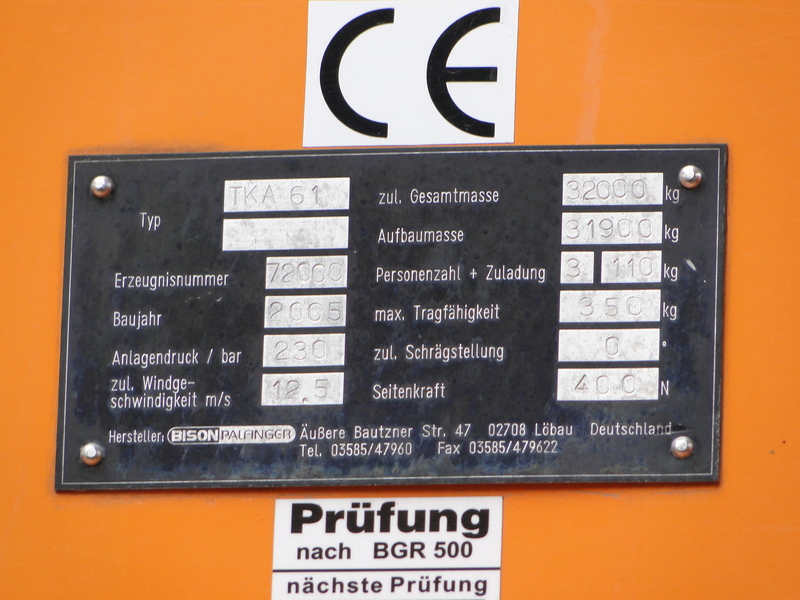 CE
TKA 61
Typ
Erzeugnisnummer 72000
Baujahr 2005
Anlagendruck / bar 230
zul. Windge-
schwindigkeit m/s 12.5
zul. Gesamtmasse 32000 kg
Aufbaumasse 31900 kg
Personenzahl + Zuladung 3 110 kg
max. Tragfähigkeit 350 kg
zul. Schrägstellung 0 °
Seitenkraft 400 N
Hersteller: BISON PALFINGER Äußere Bautzner Str. 47 02708 Löbau Deutschland
Tel. 03585/47960 Fax 03585/479622
Prüfung
nach BGR 500
nächste Prüfung